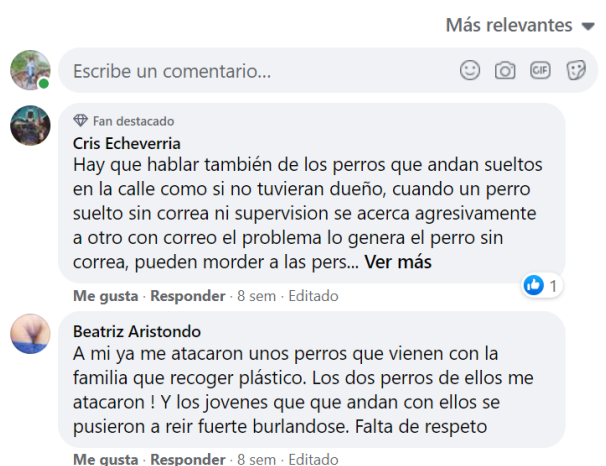 Más relevantes
Escribe un comentario...
GIF
Fan destacado
Cris Echeverria
Hay que hablar también de los perros que andan sueltos
en la calle como si no tuvieran dueño, cuando un perro
suelto sin correa ni supervision se acerca agresivamente
a otro con correo el problema lo genera el perro sin
correa, pueden morder a las pers... Ver más
1
Me gusta · Responder · 8 sem · Editado
Beatriz Aristondo
A mi ya me atacaron unos perros que vienen con la
familia que recoger plástico. Los dos perros de ellos me
atacaron ! Y los jovenes que que andan con ellos se
pusieron a reir fuerte burlandose. Falta de respeto
Me gusta · Responder · 8 sem · Editado